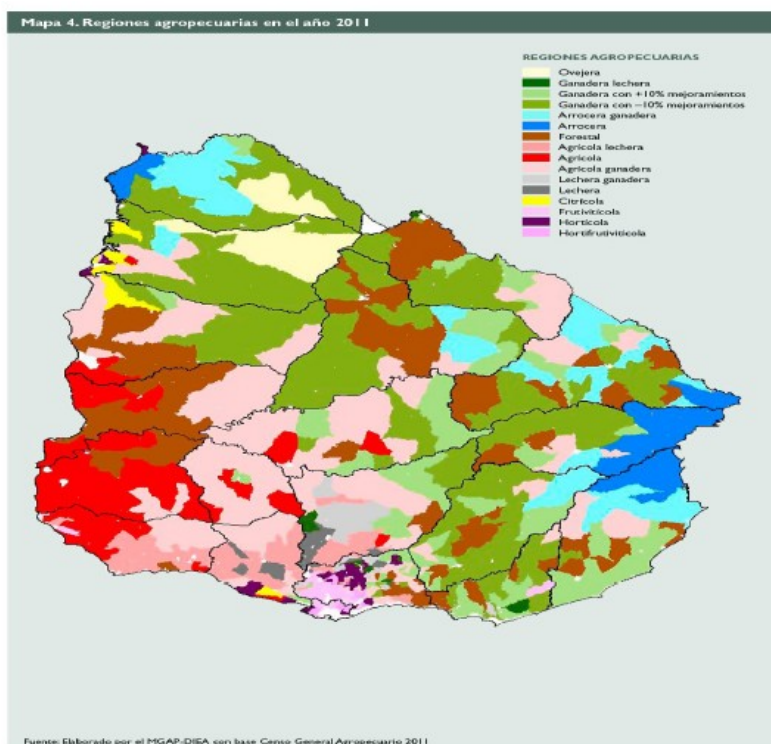 Mapa 4. Regiones agropecuarias en el año 2011
REGIONES AGROPECUARIAS
Ovejera
Ganadera lechera
Ganadera con +10% mejoramientos
Ganadera con –10% mejoramientos
Arrocera ganadera
Arrocera
Forestal
Agrícola lechera
Agrícola
Agrícola ganadera
Lechera ganadera
Lechera
Citrícola
Frutivitícola
Hortícola
Hortifrutivitícola
Fuente: Elaborado por el MGAP-DIEA con base Censo General Agropecuario 2011